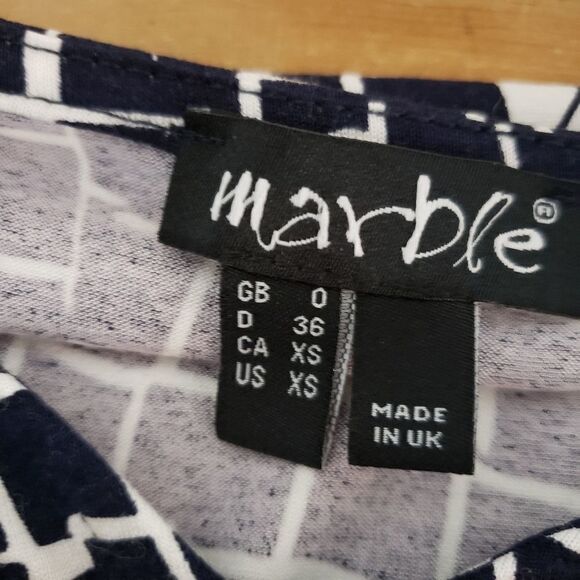 marble®
GB 0
D 36
CA XS
US XS
MADE
IN UK